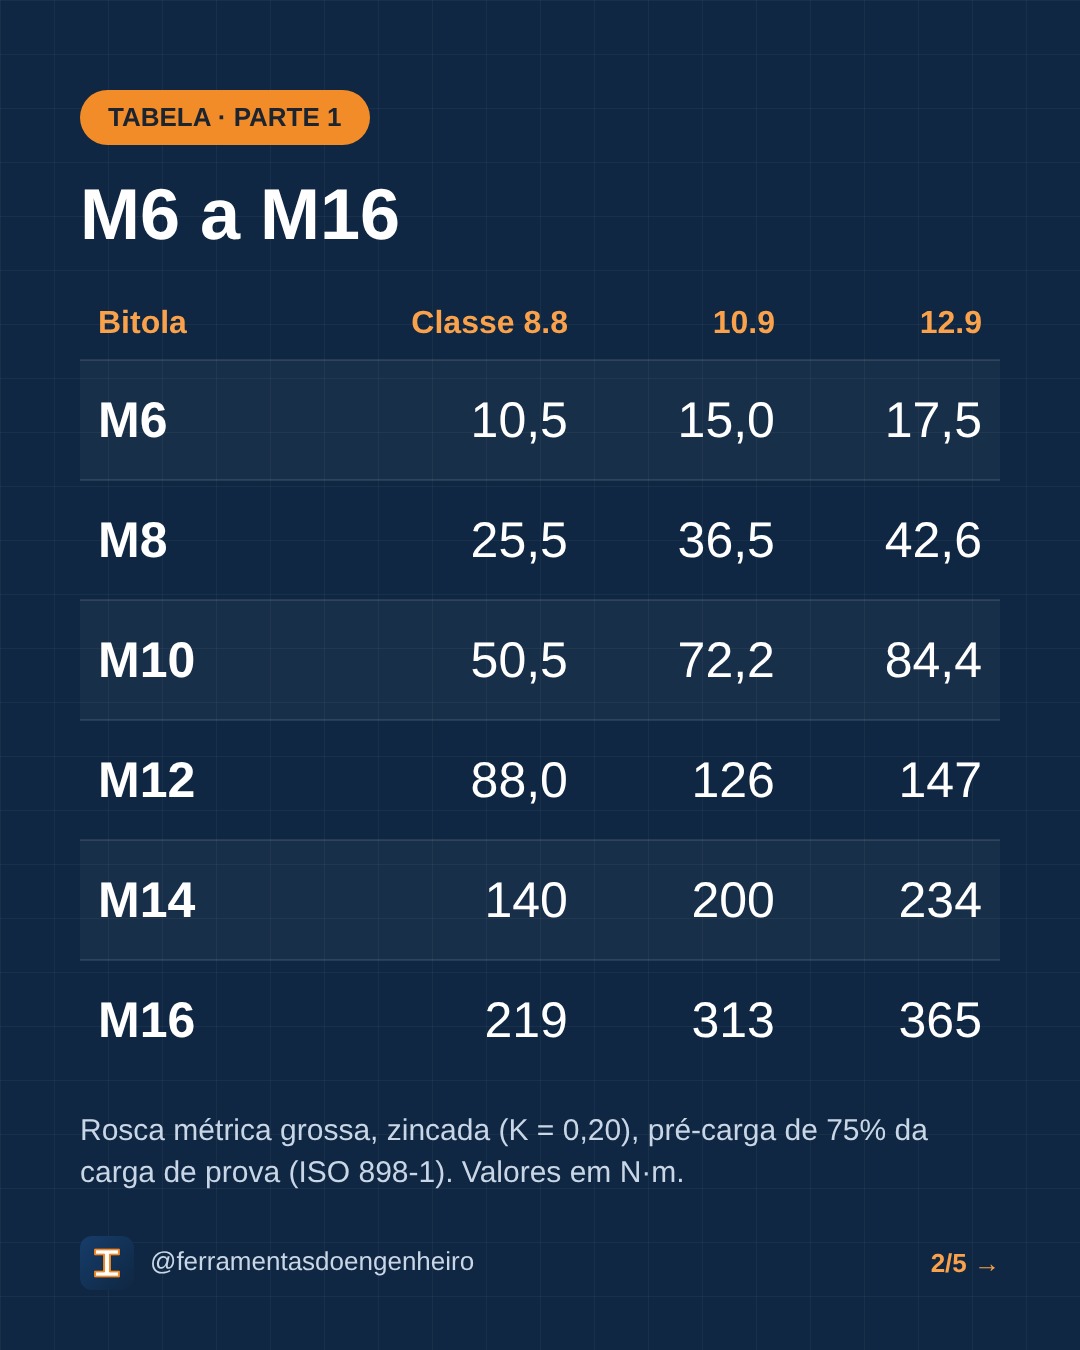 TABELA · PARTE 1
M6 a M16
Bitola Classe 8.8 10.9 12.9
M6 10,5 15,0 17,5
M8 25,5 36,5 42,6
M10 50,5 72,2 84,4
M12 88,0 126 147
M14 140 200 234
M16 219 313 365
Rosca métrica grossa, zincada (K = 0,20), pré-carga de 75% da
carga de prova (ISO 898-1). Valores em N·m.
@ferramentasdoengenheiro 2/5 →